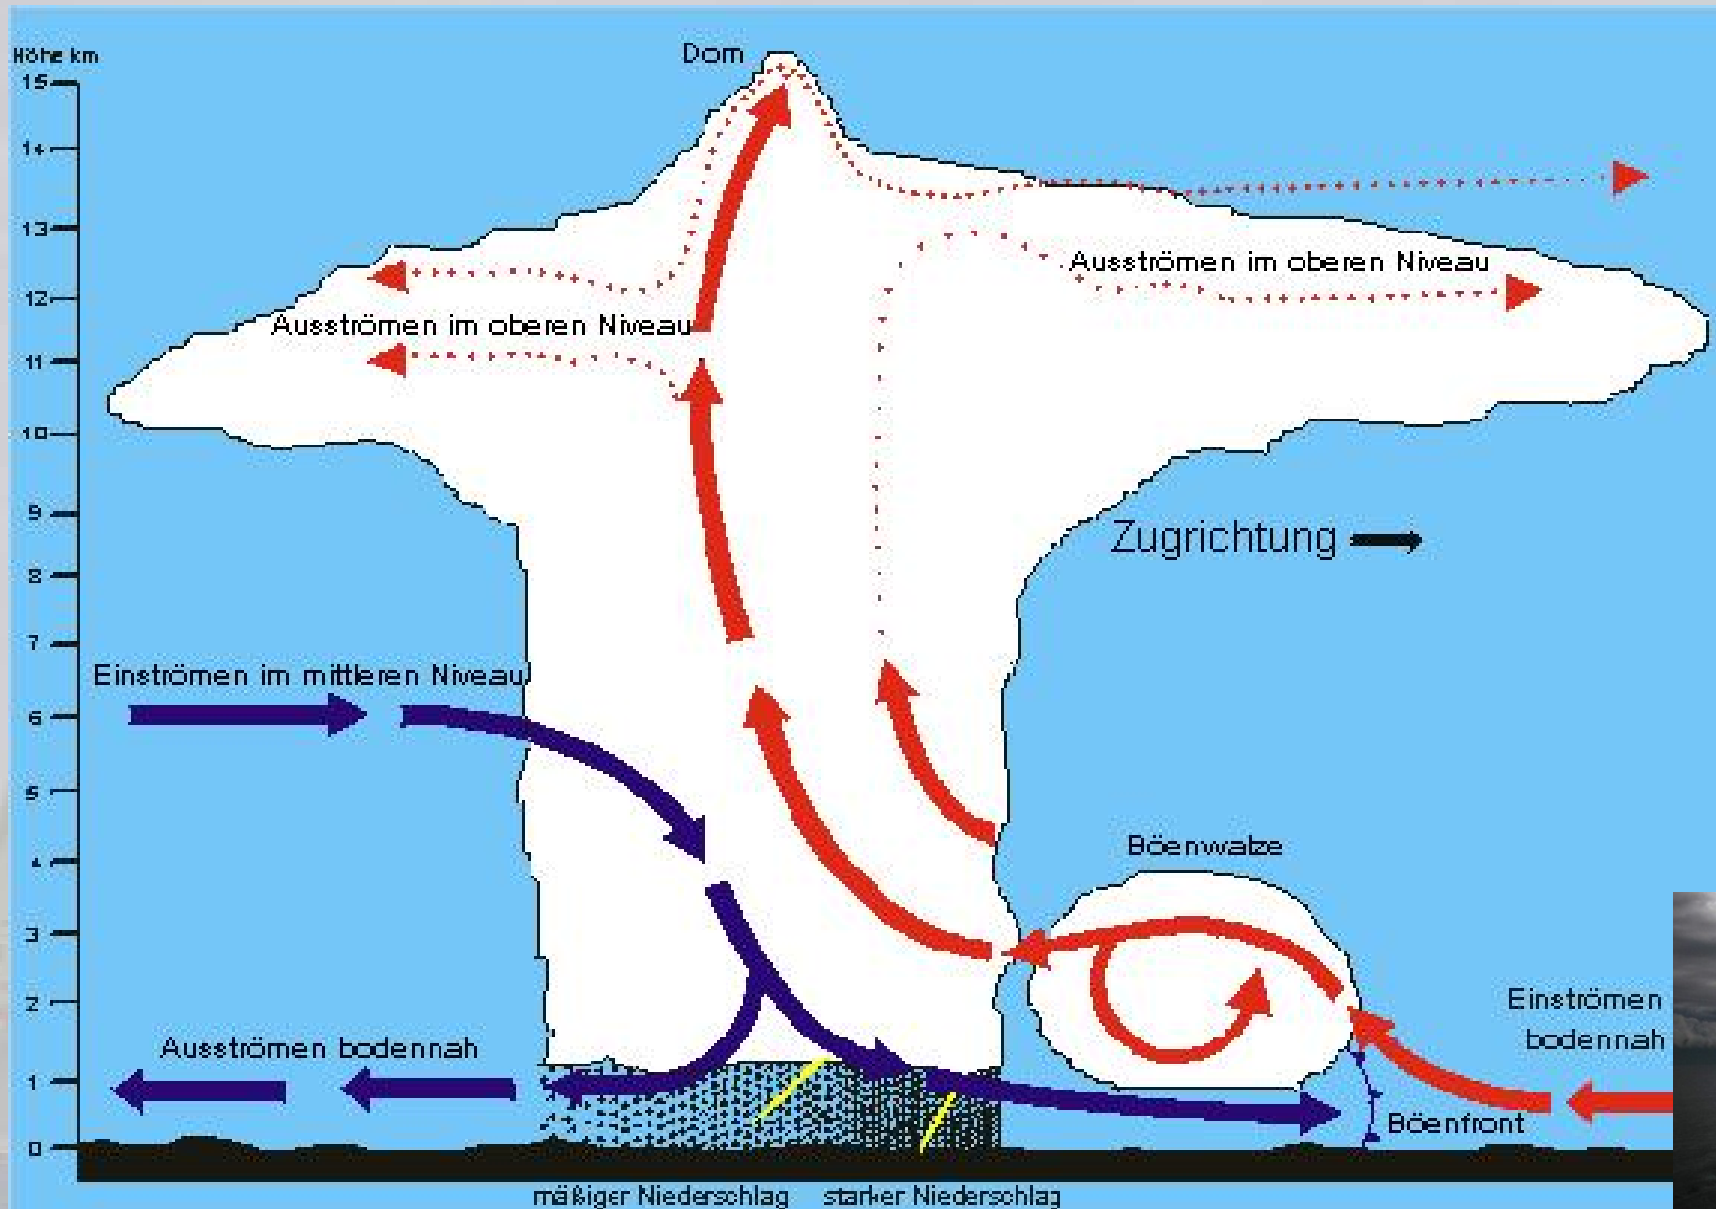 Höhe km
Dom
15
14
13
12
11
10
9
8
7
6
5
4
3
2
1
0
Ausströmen im oberen Niveau
Ausströmen im oberen Niveau
Zugrichtung
Einströmen im mittleren Niveau
Böenwalze
Einströmen
bodennah
Ausströmen bodennah
Böenfront
mäßiger Niederschlag starker Niederschlag